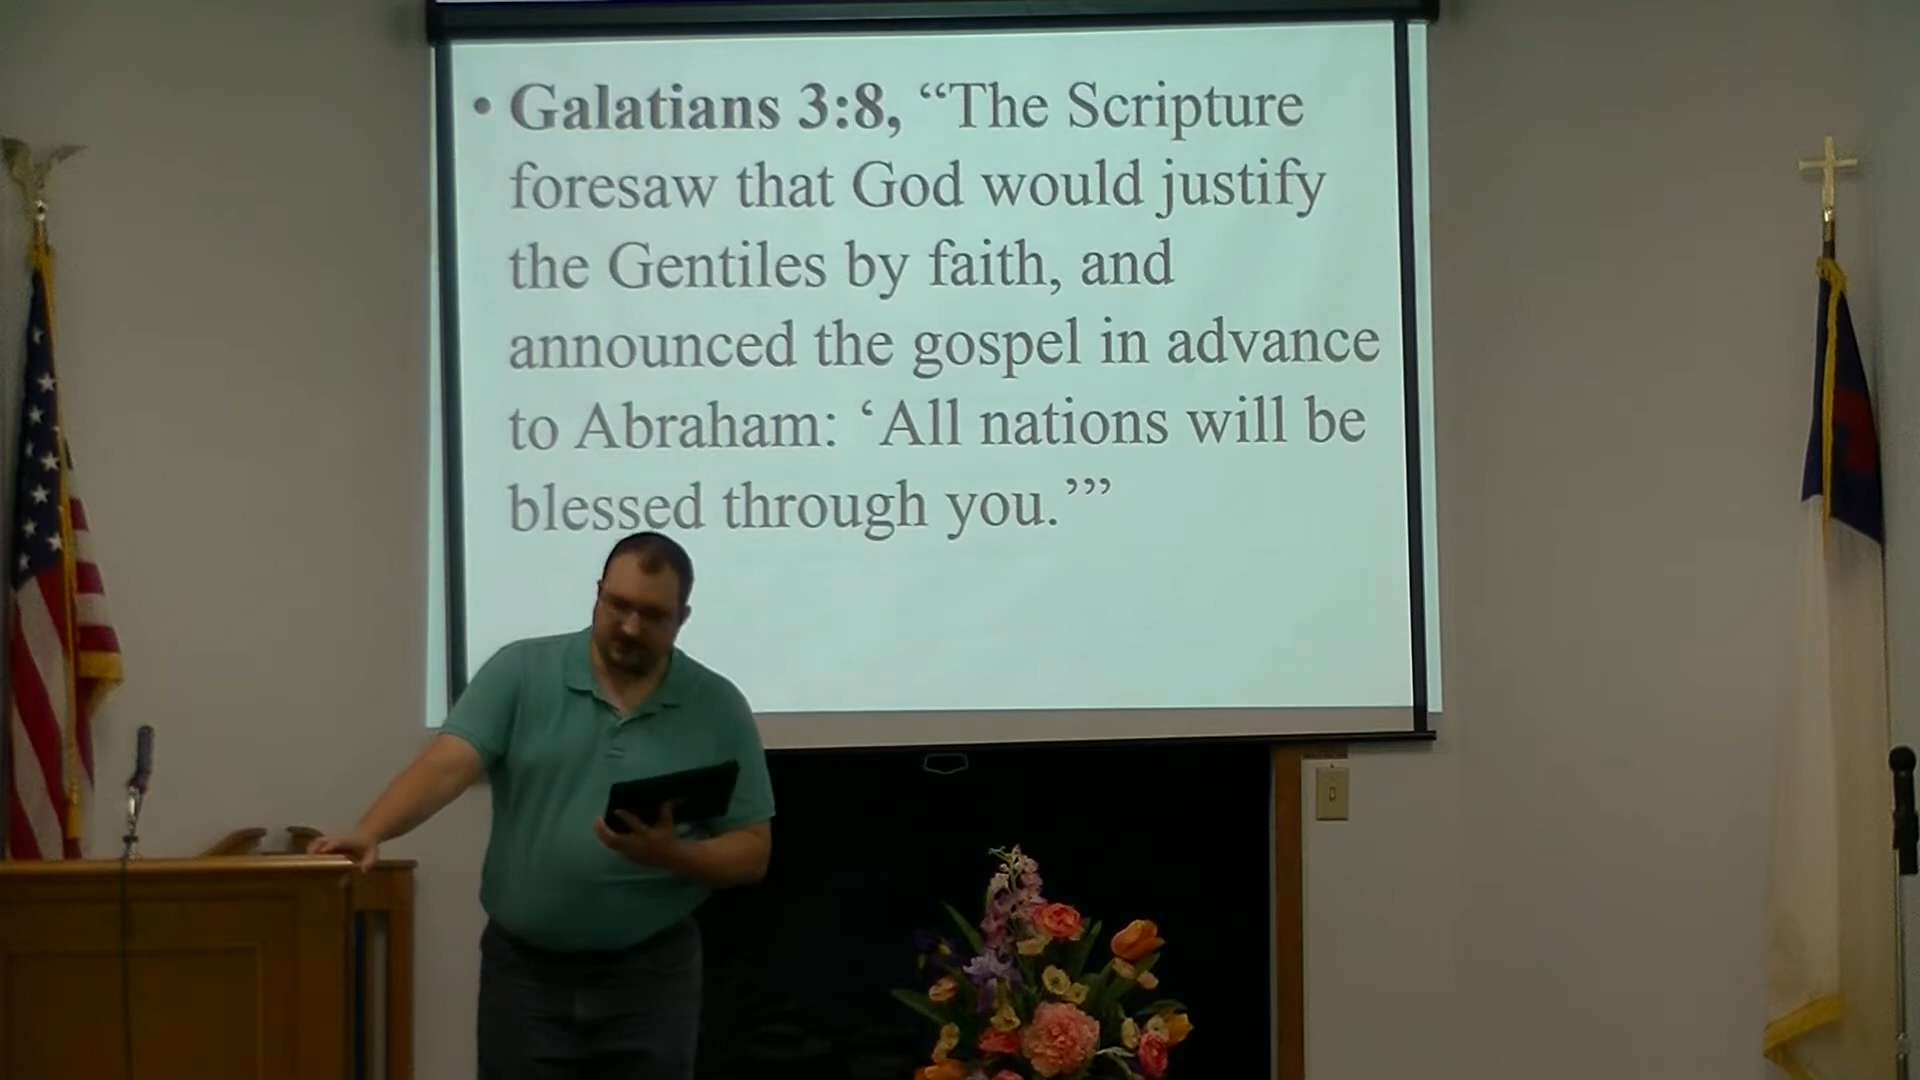 • Galatians 3:8, “The Scripture
foresaw that God would justify
the Gentiles by faith, and
announced the gospel in advance
to Abraham: ‘All nations will be
blessed through you.’”